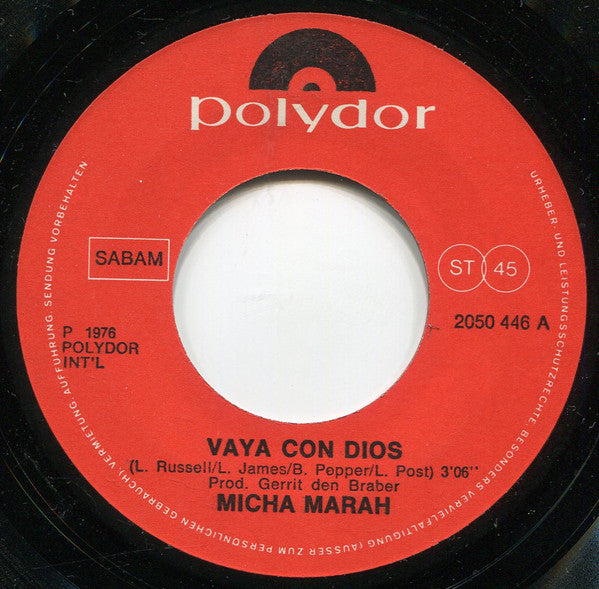 polydor
SABAM
ST 45
P 1976
POLYDOR
INT'L
2050 446 A
VAYA CON DIOS
(L. Russell/L. James/B. Pepper/L. Post) 3'06"
Prod. Gerrit den Braber
MICHA MARAH
URHEBER- UND LEISTUNGSSCHUTZRECHTE, BESONDERS VERVIELFÄLTIGUNG (AUSSER ZUM PERSÖNLICHEN GEBRAUCH), VERMIETUNG, AUFFÜHRUNG, SENDUNG VORBEHALTEN